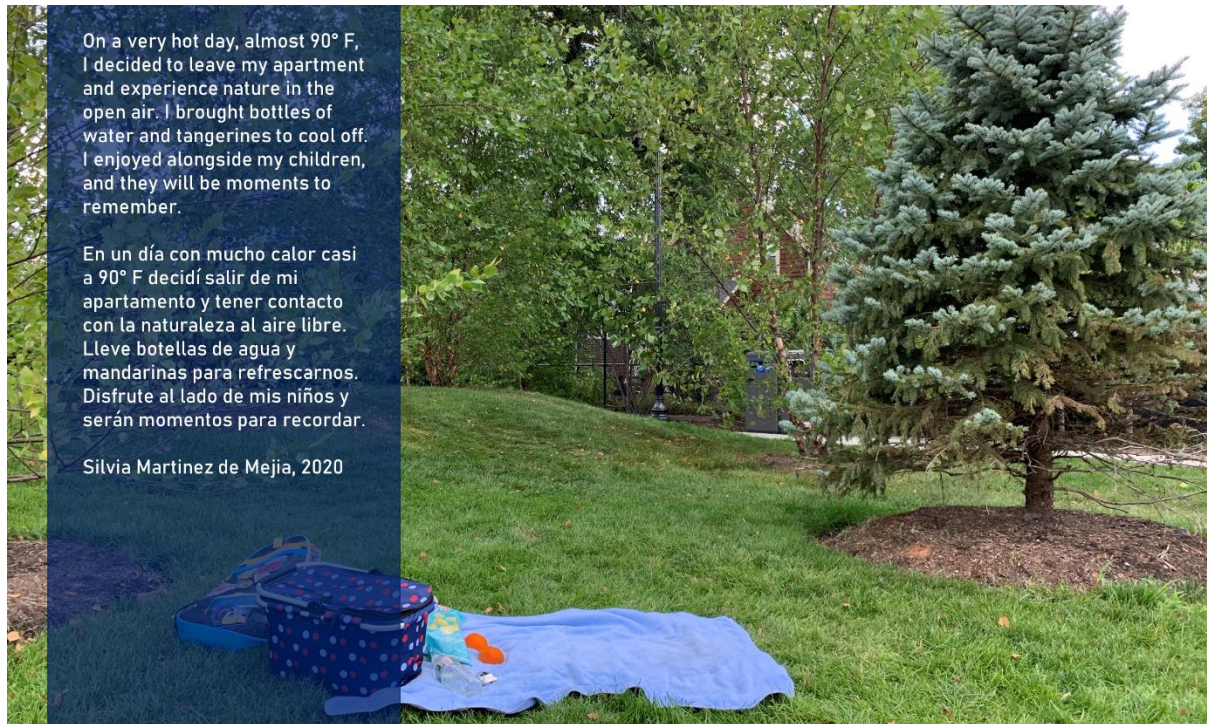 On a very hot day, almost 90° F,
I decided to leave my apartment
and experience nature in the
open air. I brought bottles of
water and tangerines to cool off.
I enjoyed alongside my children,
and they will be moments to
remember.
En un día con mucho calor casi
a 90° F decidí salir de mi
apartamento y tener contacto
con la naturaleza al aire libre.
Lleve botellas de agua y
mandarinas para refrescarnos.
Disfrute al lado de mis niños y
serán momentos para recordar.
Silvia Martinez de Mejia, 2020